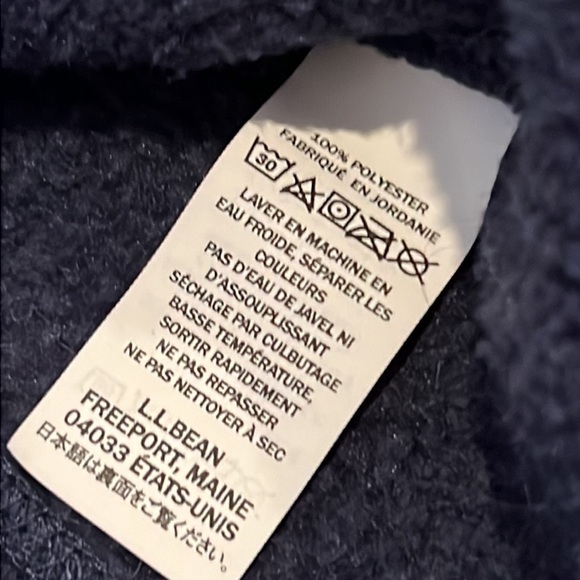 100% POLYESTER
FABRIQUÉ EN JORDANIE
30
LAVER EN MACHINE EN
EAU FROIDE, SÉPARER LES
COULEURS
PAS D'EAU DE JAVEL NI
D'ASSOUPLISSANT
SÉCHAGE PAR CULBUTAGE
BASSE TEMPÉRATURE,
SORTIR RAPIDEMENT
NE PAS REPASSER
NE PAS NETTOYER À SEC
L.L.BEAN
FREEPORT, MAINE
04033 ÉTATS-UNIS
日本語は裏面をご覧ください。